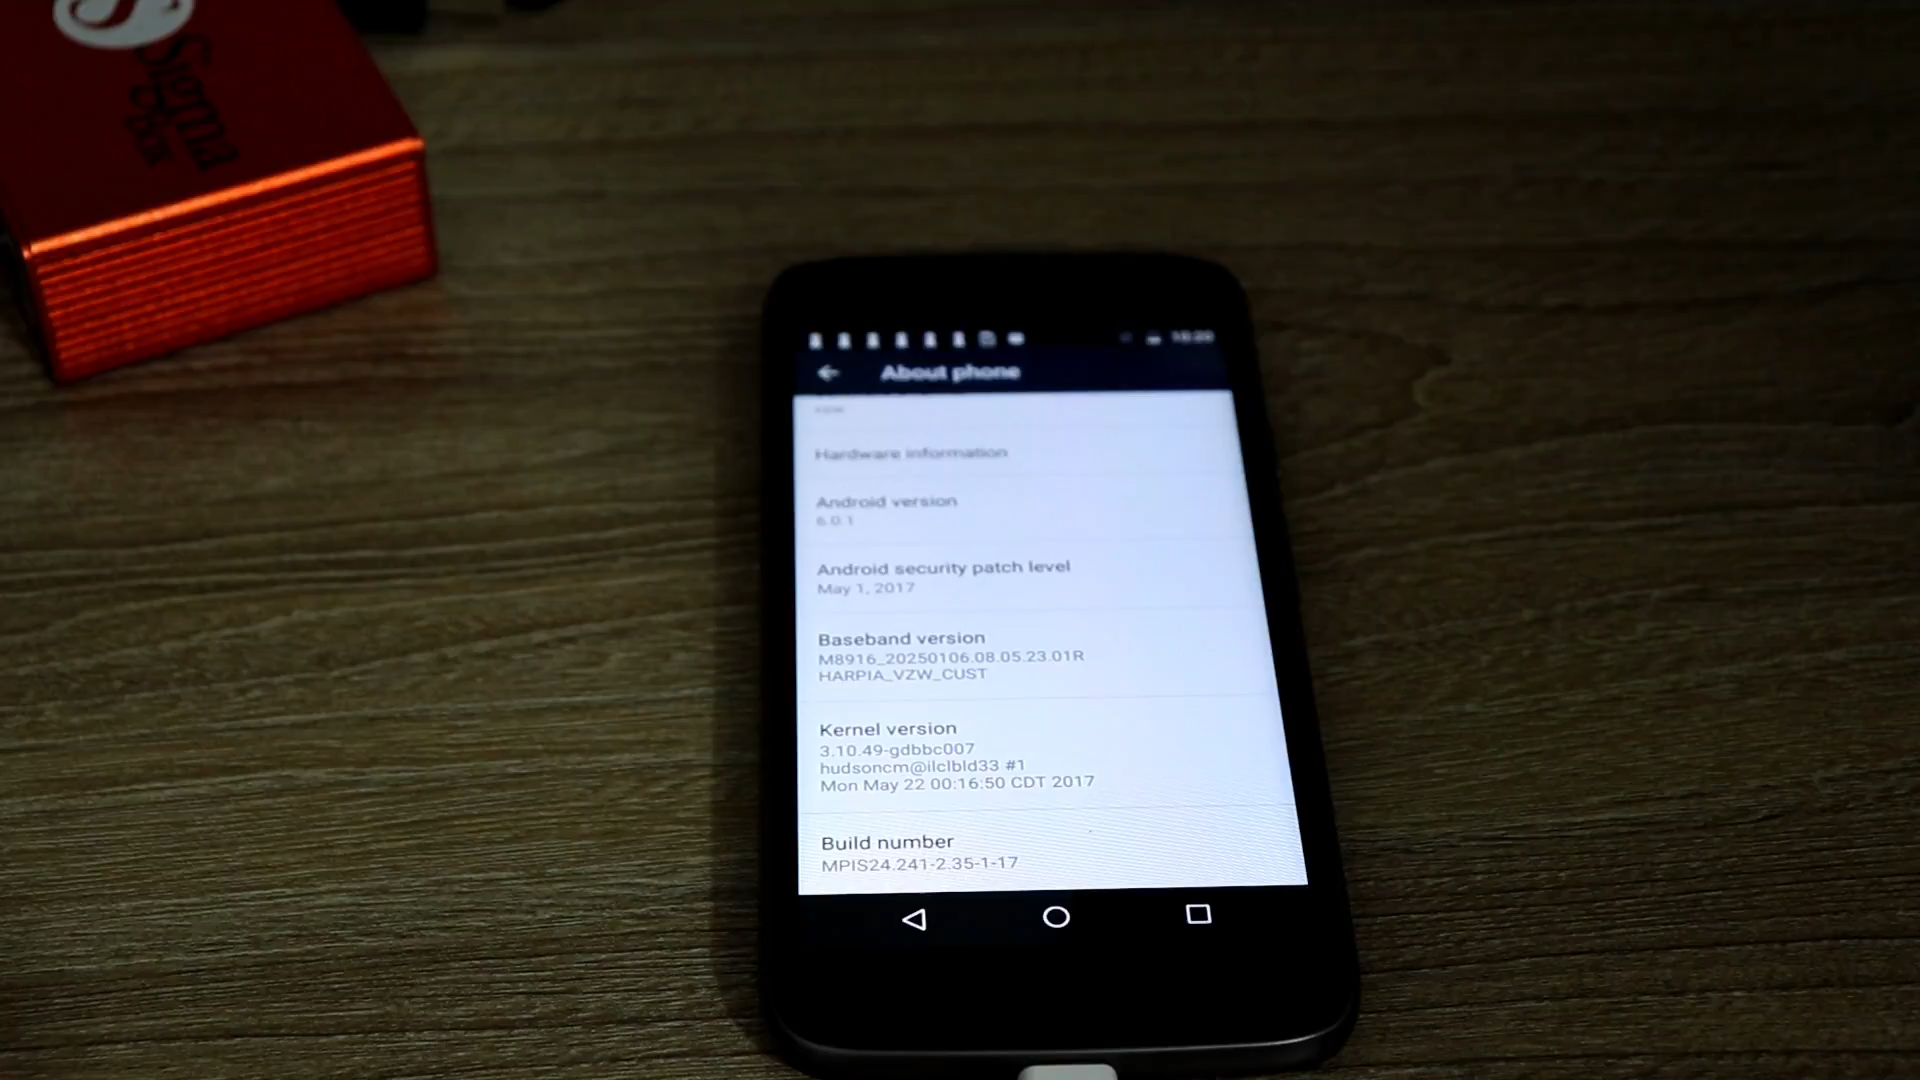 Sigma
box
About phone
Hardware information
Android version
6.0.1
Android security patch level
May 1, 2017
Baseband version
M8916_20250106.08.05.23.01R
HARPIA_VZW_CUST
Kernel version
3.10.49-gdbbc007
hudsoncm@ilclbld33 #1
Mon May 22 00:16:50 CDT 2017
Build number
MPIS24.241-2.35-1-17